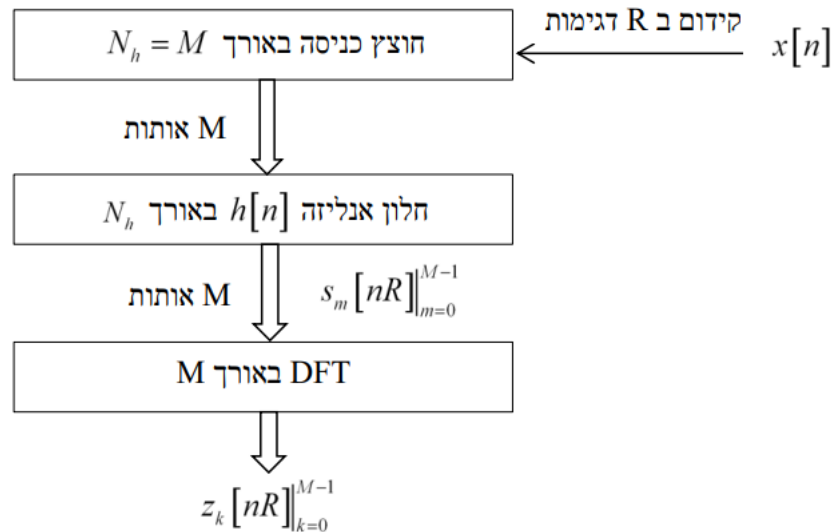 קידום ב R דגימות
x[n]
חוצץ כניסה באורך N_h = M
M אותות
חלון אנליזה h[n] באורך N_h
M אותות
s_m[nR]|_{m=0}^{M-1}
DFT באורך M
z_k[nR]|_{k=0}^{M-1}